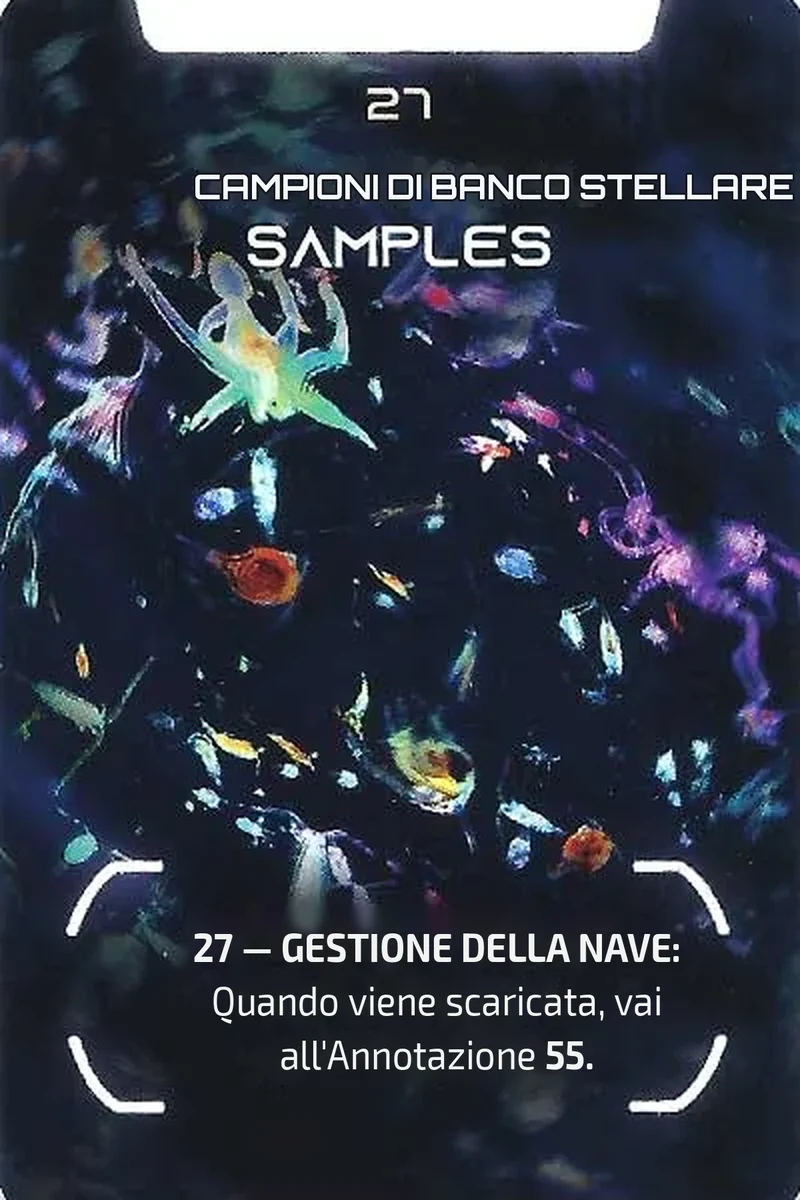 27
CAMPIONI DI BANCO STELLARE
SAMPLES
27 — GESTIONE DELLA NAVE:
Quando viene scaricata, vai
all'Annotazione 55.